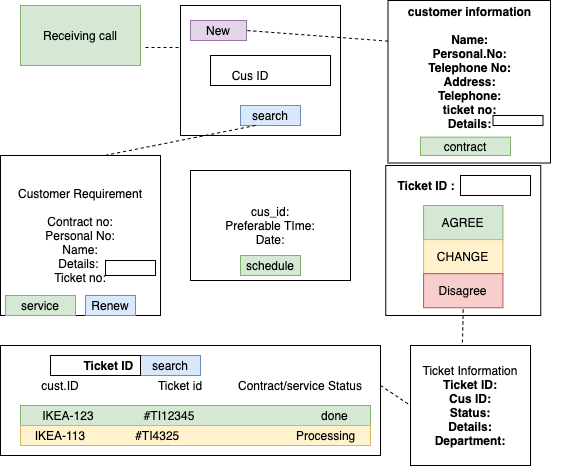 Receiving call
New
Cus ID
search
customer information
Name:
Personal.No:
Telephone No:
Address:
Telephone:
ticket no:
Details:
contract
Customer Requirement
Contract no:
Personal No:
Name:
Details:
Ticket no:
service Renew
cus_id:
Preferable TIme:
Date:
schedule
Ticket ID :
AGREE
CHANGE
Disagree
Ticket ID search
cust.ID Ticket id Contract/service Status
IKEA-123 #TI12345 done
IKEA-113 #TI4325 Processing
Ticket Information
Ticket ID:
Cus ID:
Status:
Details:
Department: